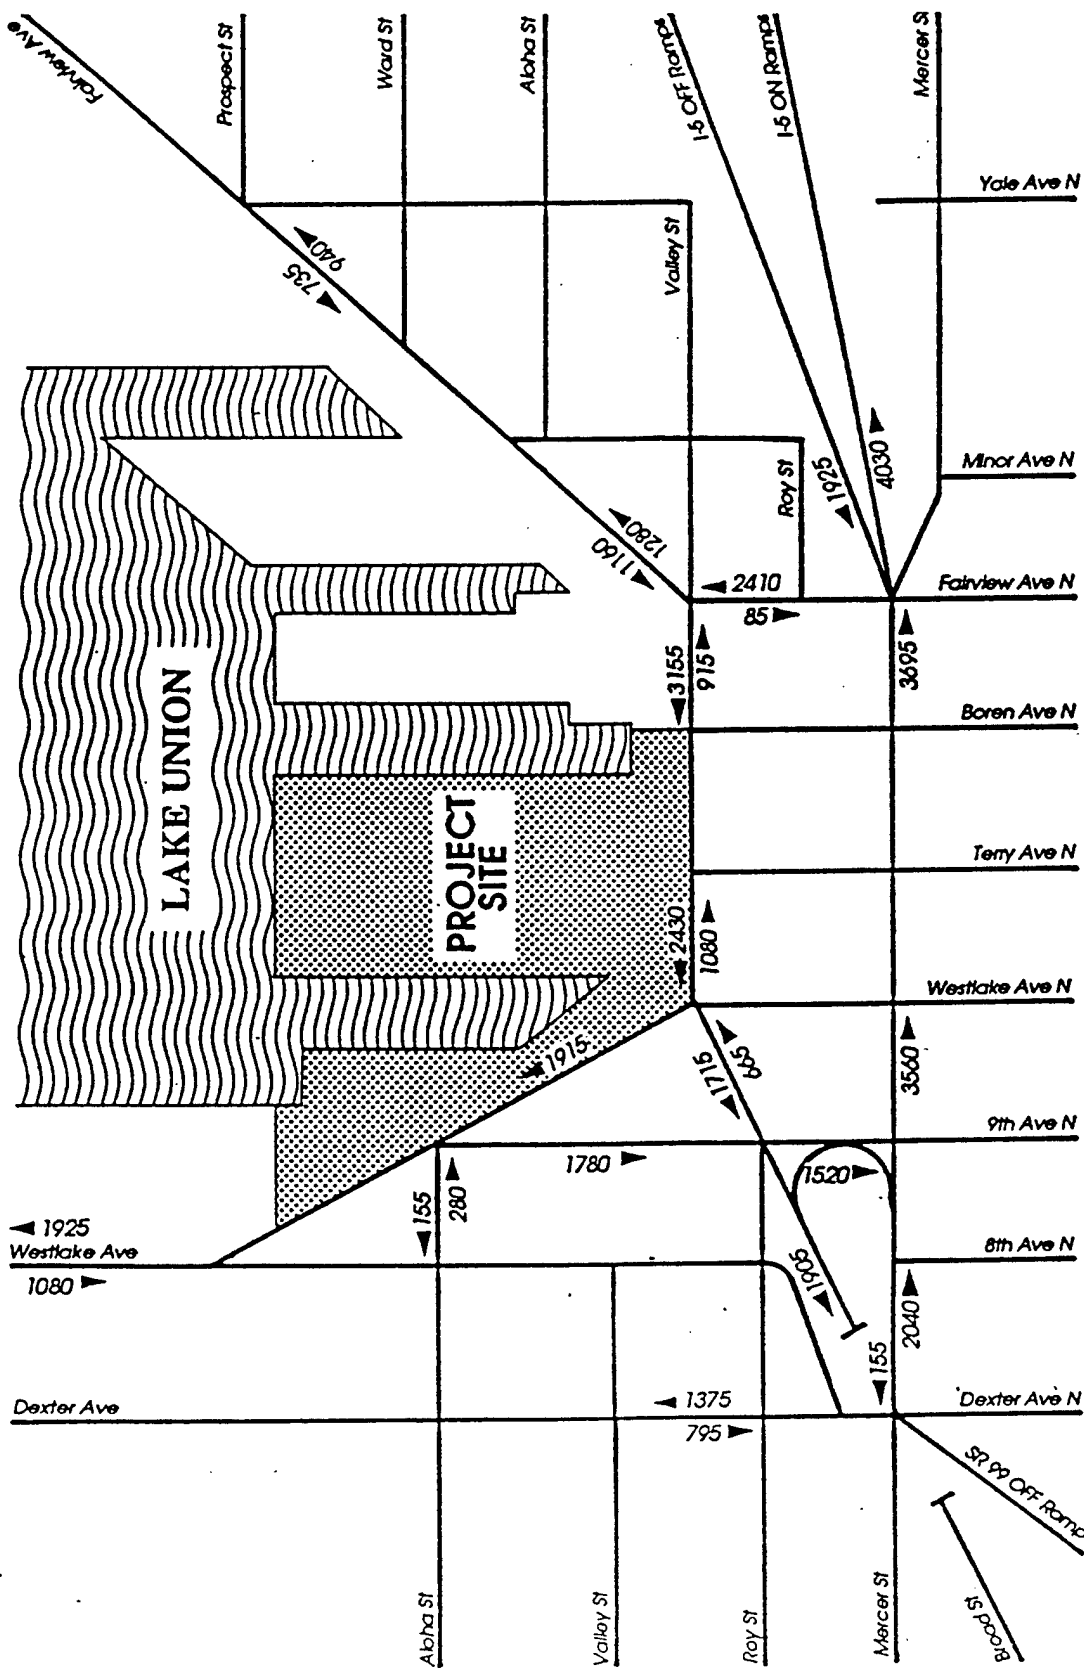 Fairview Ave
Fairview Ave
Prospect St
Ward St
Aloha St
I-5 OFF Ramps
I-5 ON Ramps
Mercer St
Yale Ave N
Valley St
940
735
Minor Ave N
Roy St
1925
4030
1280
1160
Fairview Ave N
2410
85
3155
915
3695
LAKE UNION
Boren Ave N
PROJECT
SITE
Terry Ave N
2430
1080
Westlake Ave N
1915
1715
665
3560
9th Ave N
1780
1520
155
280
1925
Westlake Ave
1080
8th Ave N
1905
2040
155
Dexter Ave
1375
795
Dexter Ave N
SR 99 OFF Ramp
Aloha St
Valley St
Roy St
Mercer St
Broad St